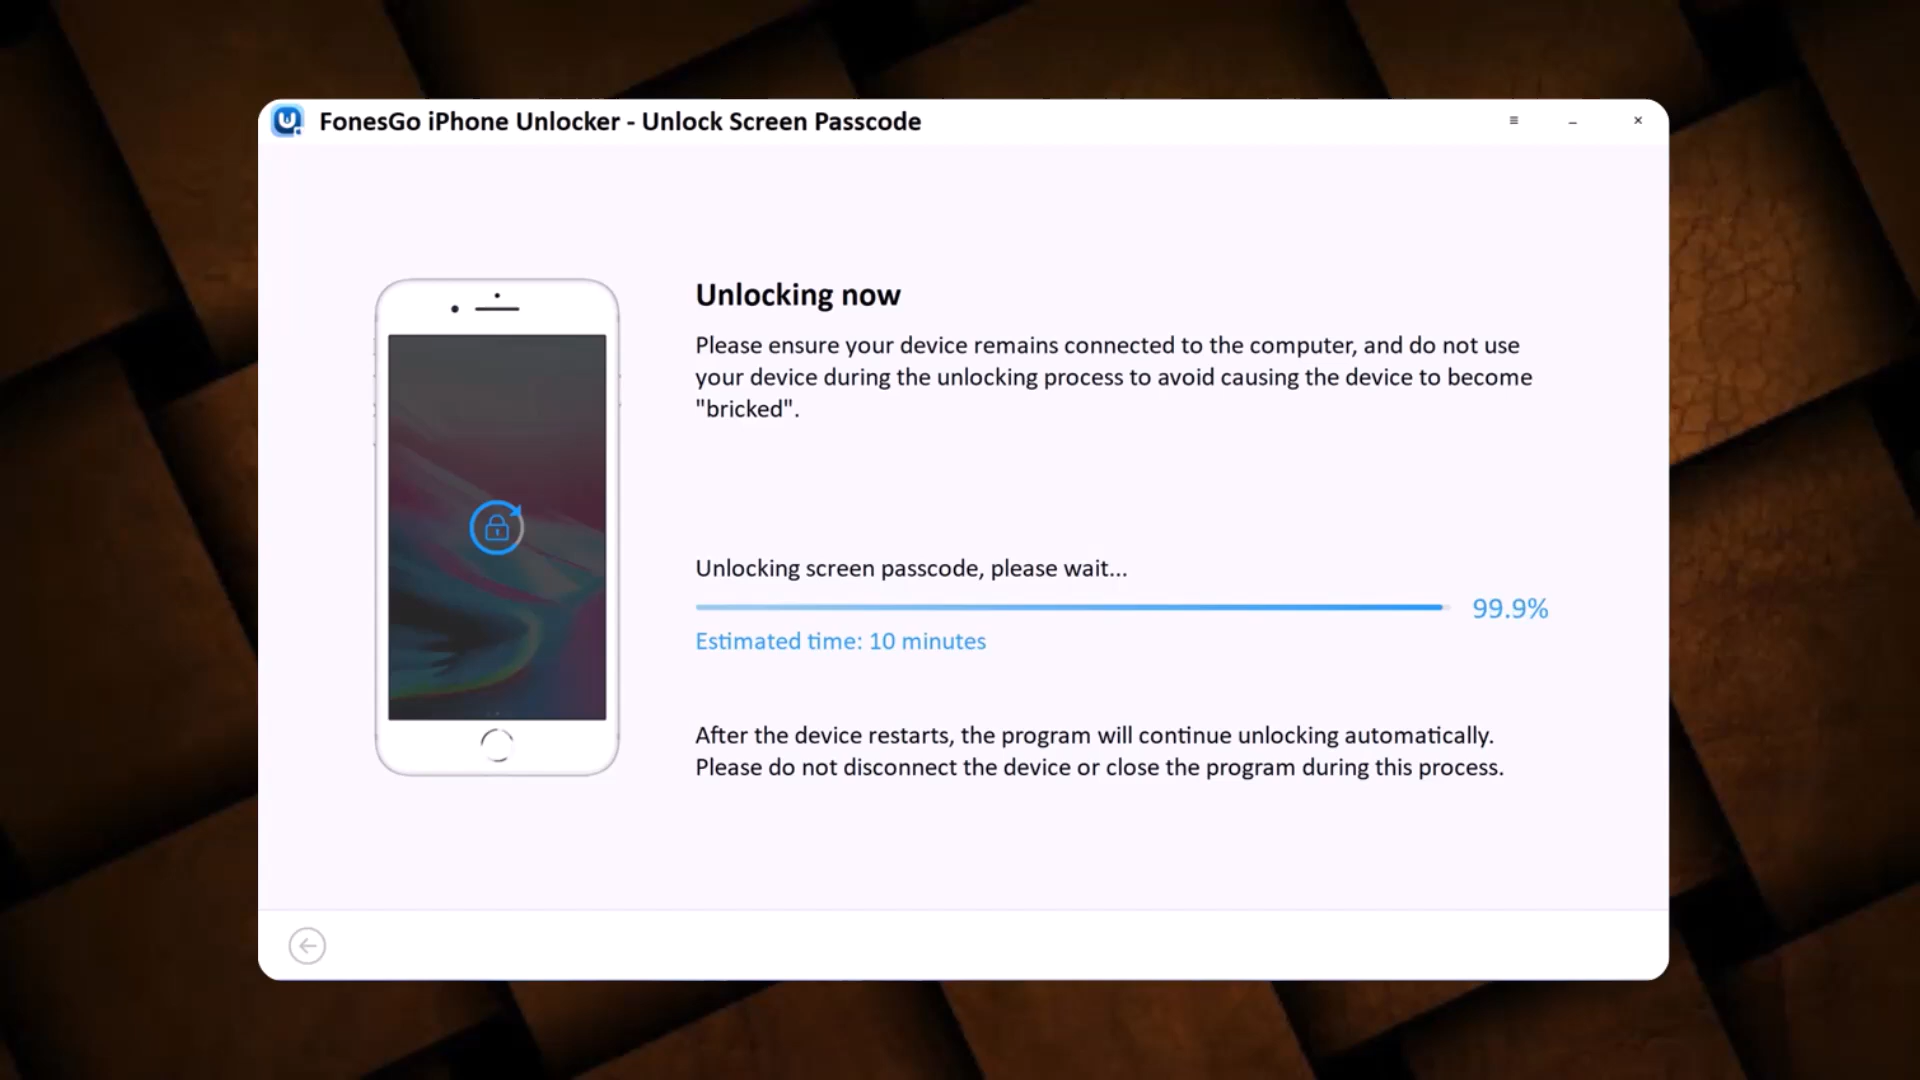 FonesGo iPhone Unlocker - Unlock Screen Passcode
Unlocking now
Please ensure your device remains connected to the computer, and do not use
your device during the unlocking process to avoid causing the device to become
"bricked".
Unlocking screen passcode, please wait...
99.9%
Estimated time: 10 minutes
After the device restarts, the program will continue unlocking automatically.
Please do not disconnect the device or close the program during this process.